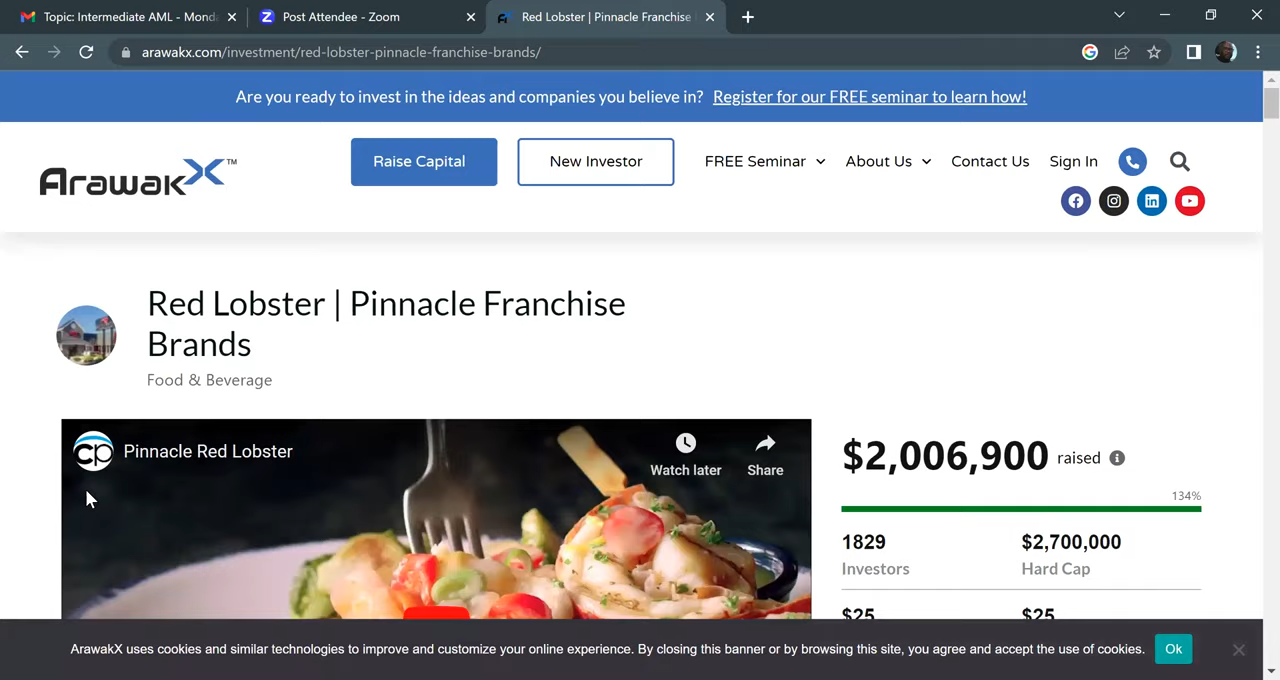 Topic: Intermediate AML - Mond
Post Attendee - Zoom
Red Lobster | Pinnacle Franchise
arawakx.com/investment/red-lobster-pinnacle-franchise-brands/
Are you ready to invest in the ideas and companies you believe in? Register for our FREE seminar to learn how!
ArawakX™
Raise Capital
New Investor
FREE Seminar
About Us
Contact Us
Sign In
Red Lobster | Pinnacle Franchise
Brands
Food & Beverage
cp
Pinnacle Red Lobster
Watch later
Share
$2,006,900 raised
134%
1829
$2,700,000
Investors
Hard Cap
$25
$25
ArawakX uses cookies and similar technologies to improve and customize your online experience. By closing this banner or by browsing this site, you agree and accept the use of cookies.
Ok